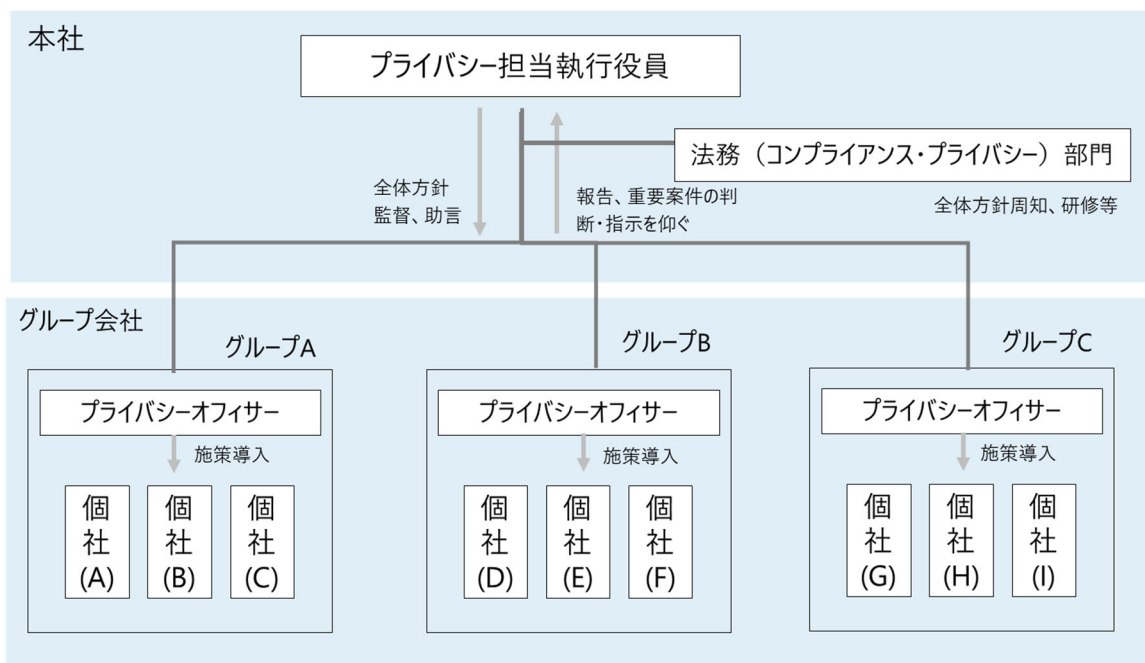 本社
プライバシー担当執行役員
法務（コンプライアンス・プライバシー）部門
全体方針
監督、助言
報告、重要案件の判
断・指示を仰ぐ
全体方針周知、研修等
グループ会社
グループA
プライバシーオフィサー
施策導入
個
社
(A)
個
社
(B)
個
社
(C)
グループB
プライバシーオフィサー
施策導入
個
社
(D)
個
社
(E)
個
社
(F)
グループC
プライバシーオフィサー
施策導入
個
社
(G)
個
社
(H)
個
社
(I)